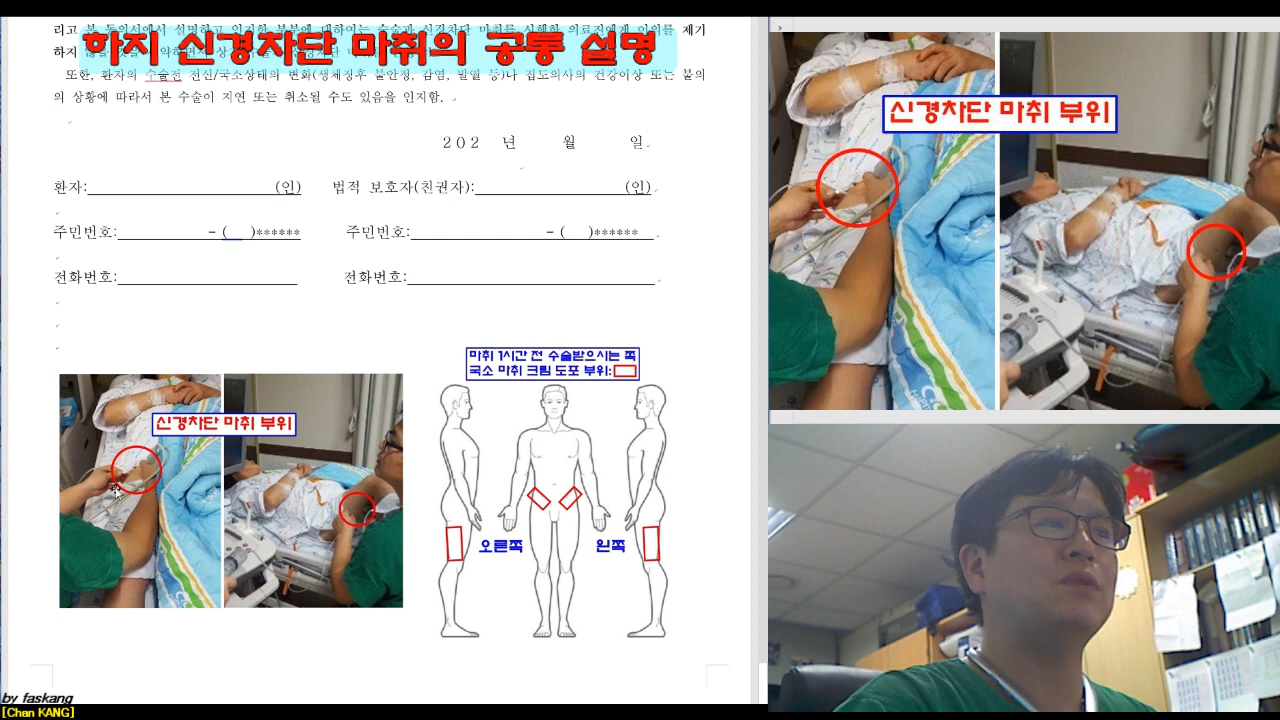 하지 신경차단 마취의 공통 설명
또한, 환자의 수술전 전신/국소상태의 변화(생체징후 불안정, 감염, 발열 등)나 집도의사의 건강이상 또는 불의
의 상황에 따라서 본 수술이 지연 또는 취소될 수도 있음을 인지함.
202 년 월 일
환자: (인) 법적 보호자(친권자): (인)
주민번호: - ( )****** 주민번호: - ( )******
전화번호: 전화번호:
마취 1시간 전 수술받으시는 쪽
국소 마취 크림 도포 부위:
신경차단 마취 부위
오른쪽 왼쪽
신경차단 마취 부위
by faskang
[Chan KANG]